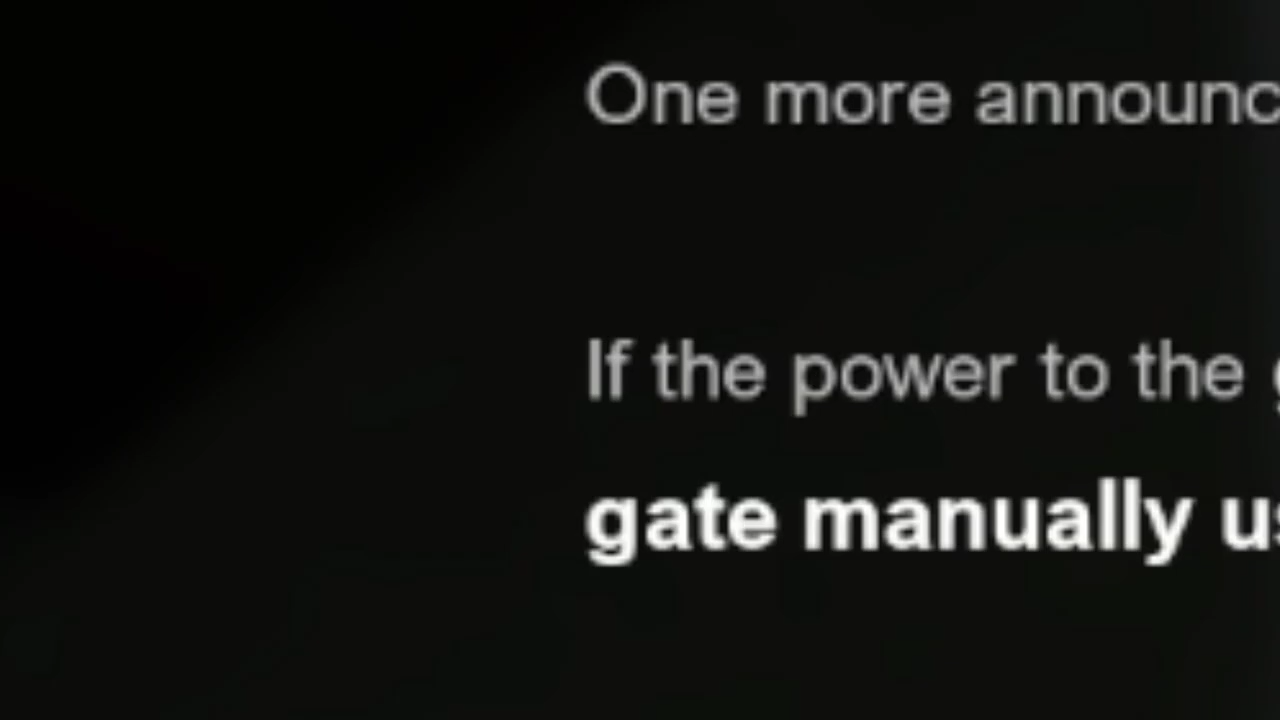 One more announc
If the power to the
gate manually us